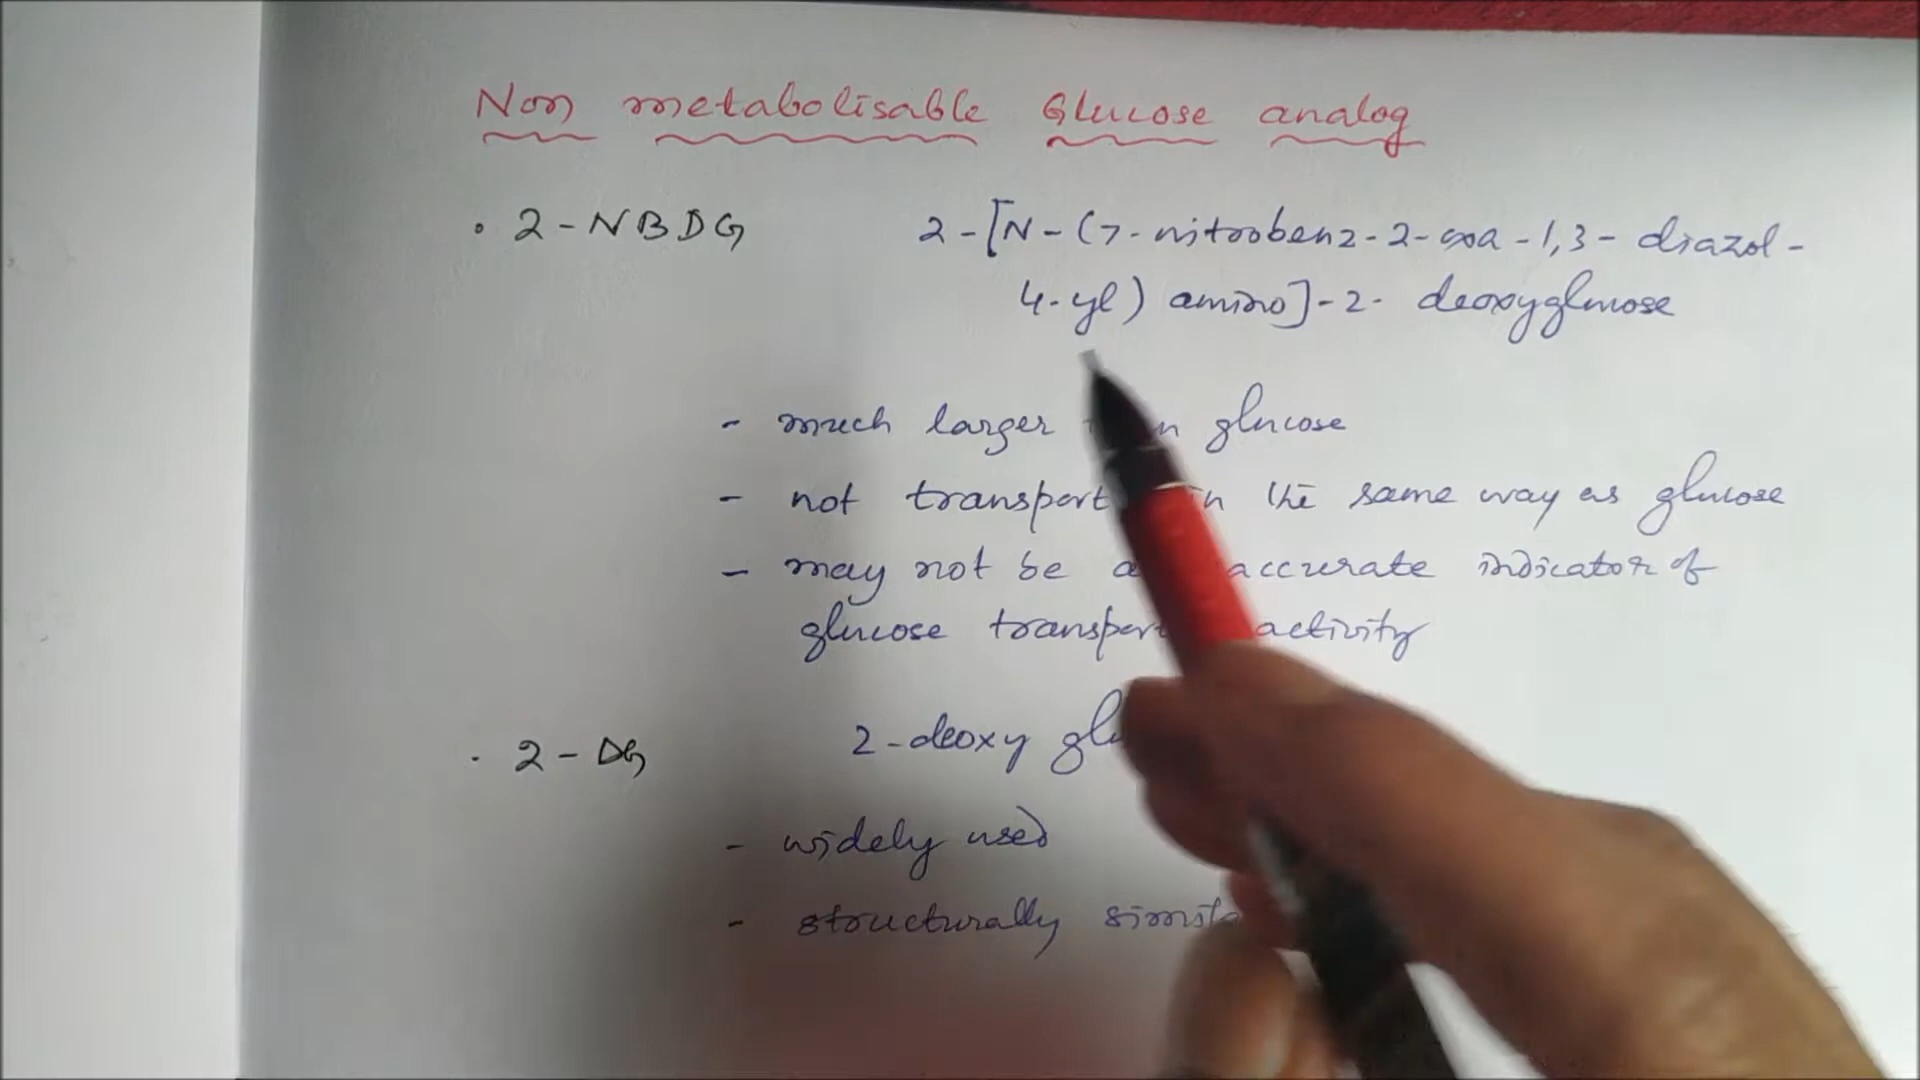 Non metabolisable Glucose analog
• 2-NBDG 2-[N-(7-nitrobenz-2-oxa-1,3-diazol-
4-yl) amino]-2-deoxyglucose
- much larger glucose
- not transport in the same way as glucose
- may not be accurate indicator of
glucose transport activity
• 2-DG 2-deoxy
- widely used
- structurally